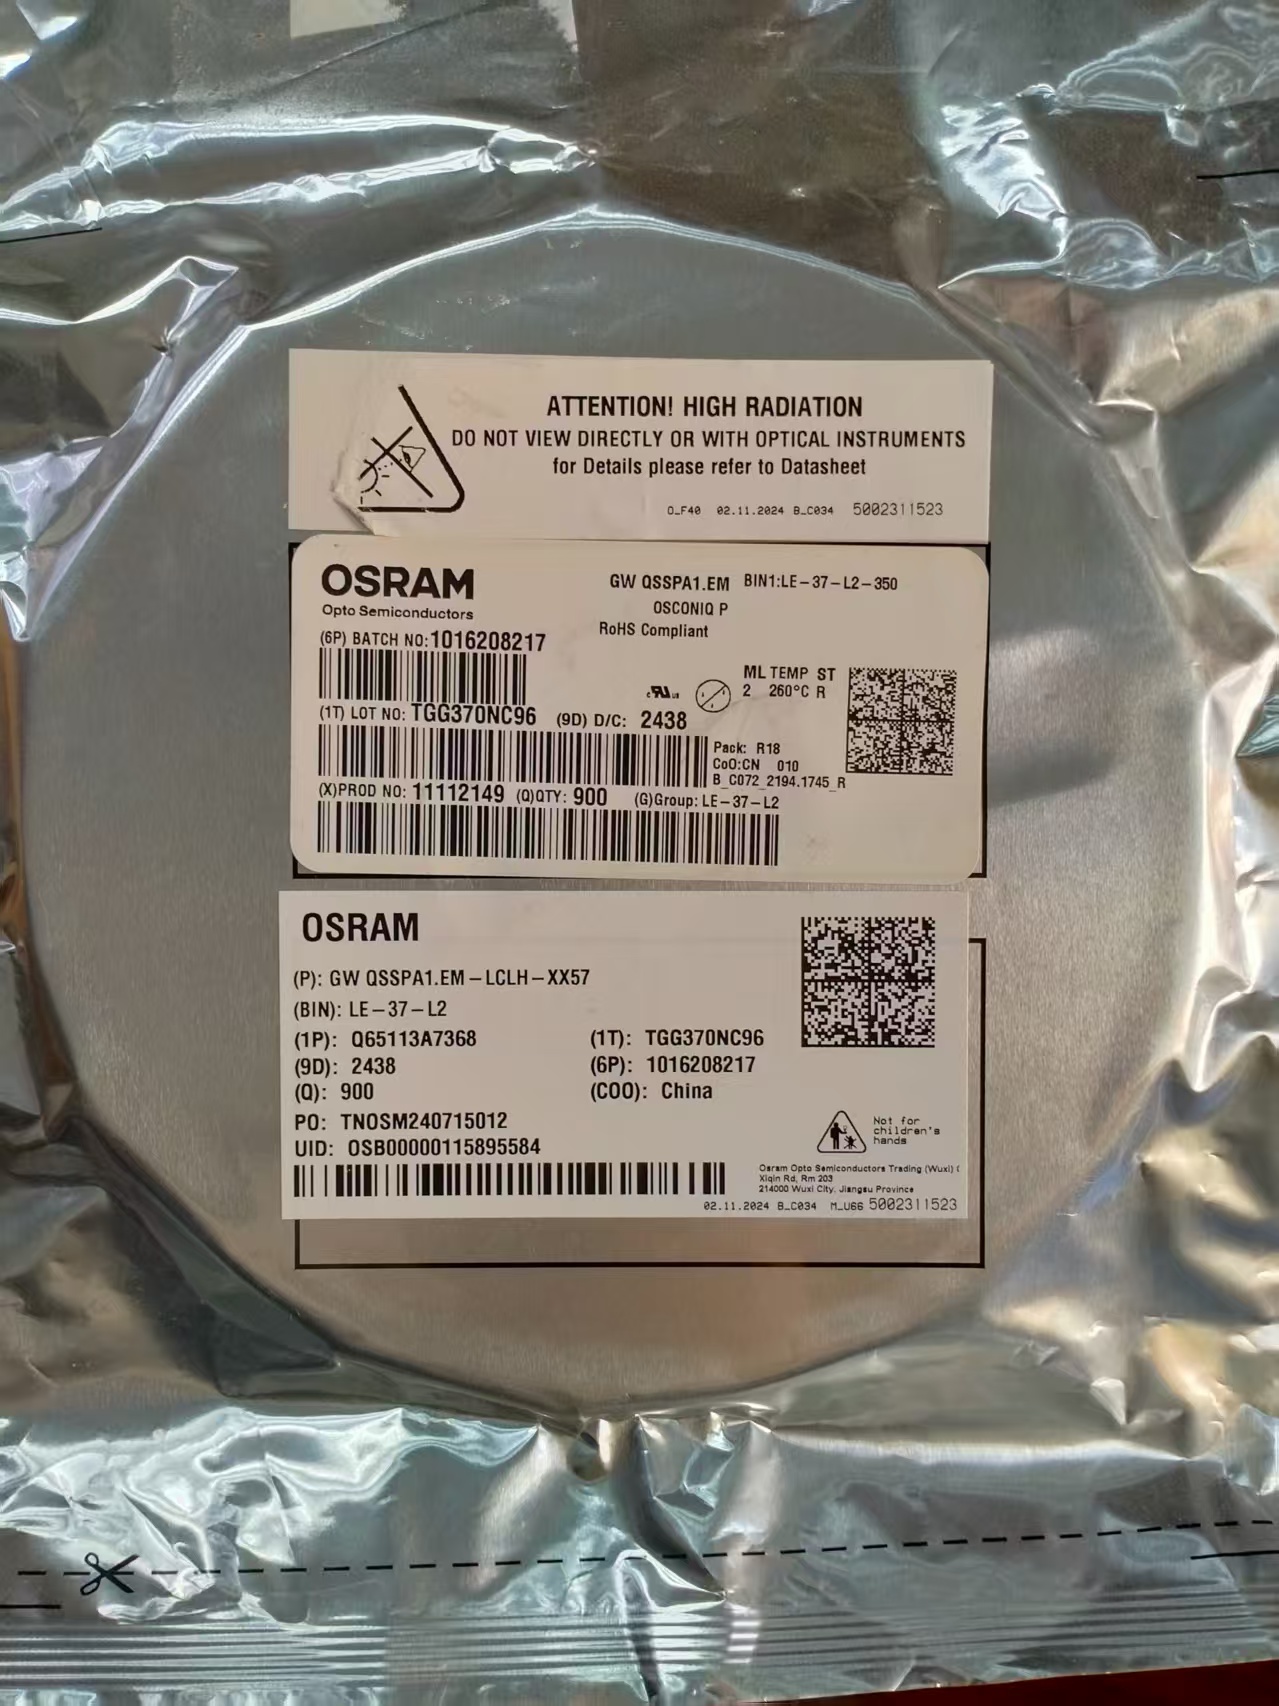 ATTENTION! HIGH RADIATION
DO NOT VIEW DIRECTLY OR WITH OPTICAL INSTRUMENTS
for Details please refer to Datasheet
O_F40 02.11.2024 B_C034 5002311523
OSRAM
Opto Semiconductors
GW QSSPA1.EM BIN1:LE-37-L2-350
OSCONIQ P
RoHS Compliant
(6P) BATCH NO:1016208217
ML TEMP ST
2 260°C R
(1T) LOT NO: TGG370NC96 (9D) D/C: 2438
Pack: R18
CoO:CN 010
B_C072_2194.1745_R
(X)PROD NO: 11112149 (Q)QTY: 900 (G)Group: LE-37-L2
OSRAM
(P): GW QSSPA1.EM-LCLH-XX57
(BIN): LE-37-L2
(1P): Q65113A7368 (1T): TGG370NC96
(9D): 2438 (6P): 1016208217
(Q): 900 (COO): China
PO: TNOSM240715012
UID: OSB00000115895584
Not for
children's
hands
Osram Opto Semiconductors Trading (Wuxi) (
Xiqin Rd, Rm 203
214000 Wuxi City, Jiangsu Province
02.11.2024 B_C034 M_U66 5002311523